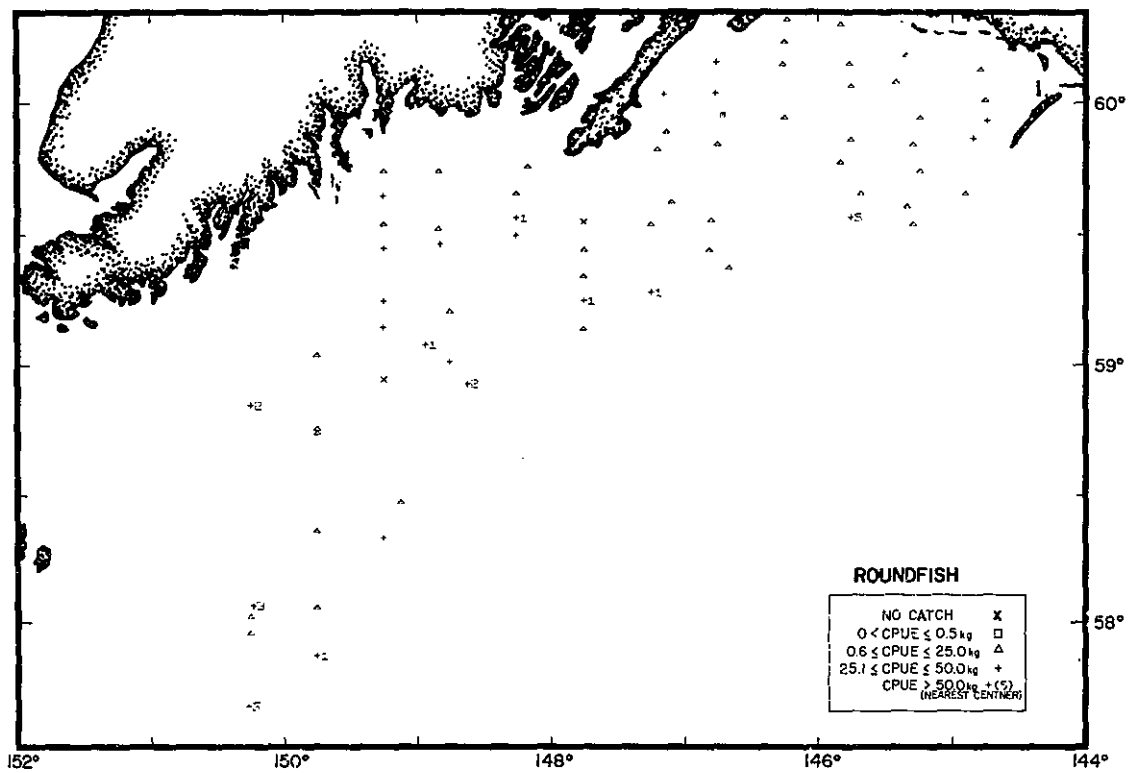 60°
1
+1
+5
+1
+1
+1
59°
+2
+2
ROUNDFISH
NO CATCH X
0 < CPUE ≤ 0.5 kg □
0.6 ≤ CPUE ≤ 25.0 kg △
25.1 ≤ CPUE ≤ 50.0 kg +
CPUE > 50.0 kg +(5)
(NEAREST CENTNER)
58°
+1
152° 150° 148° 146° 144°